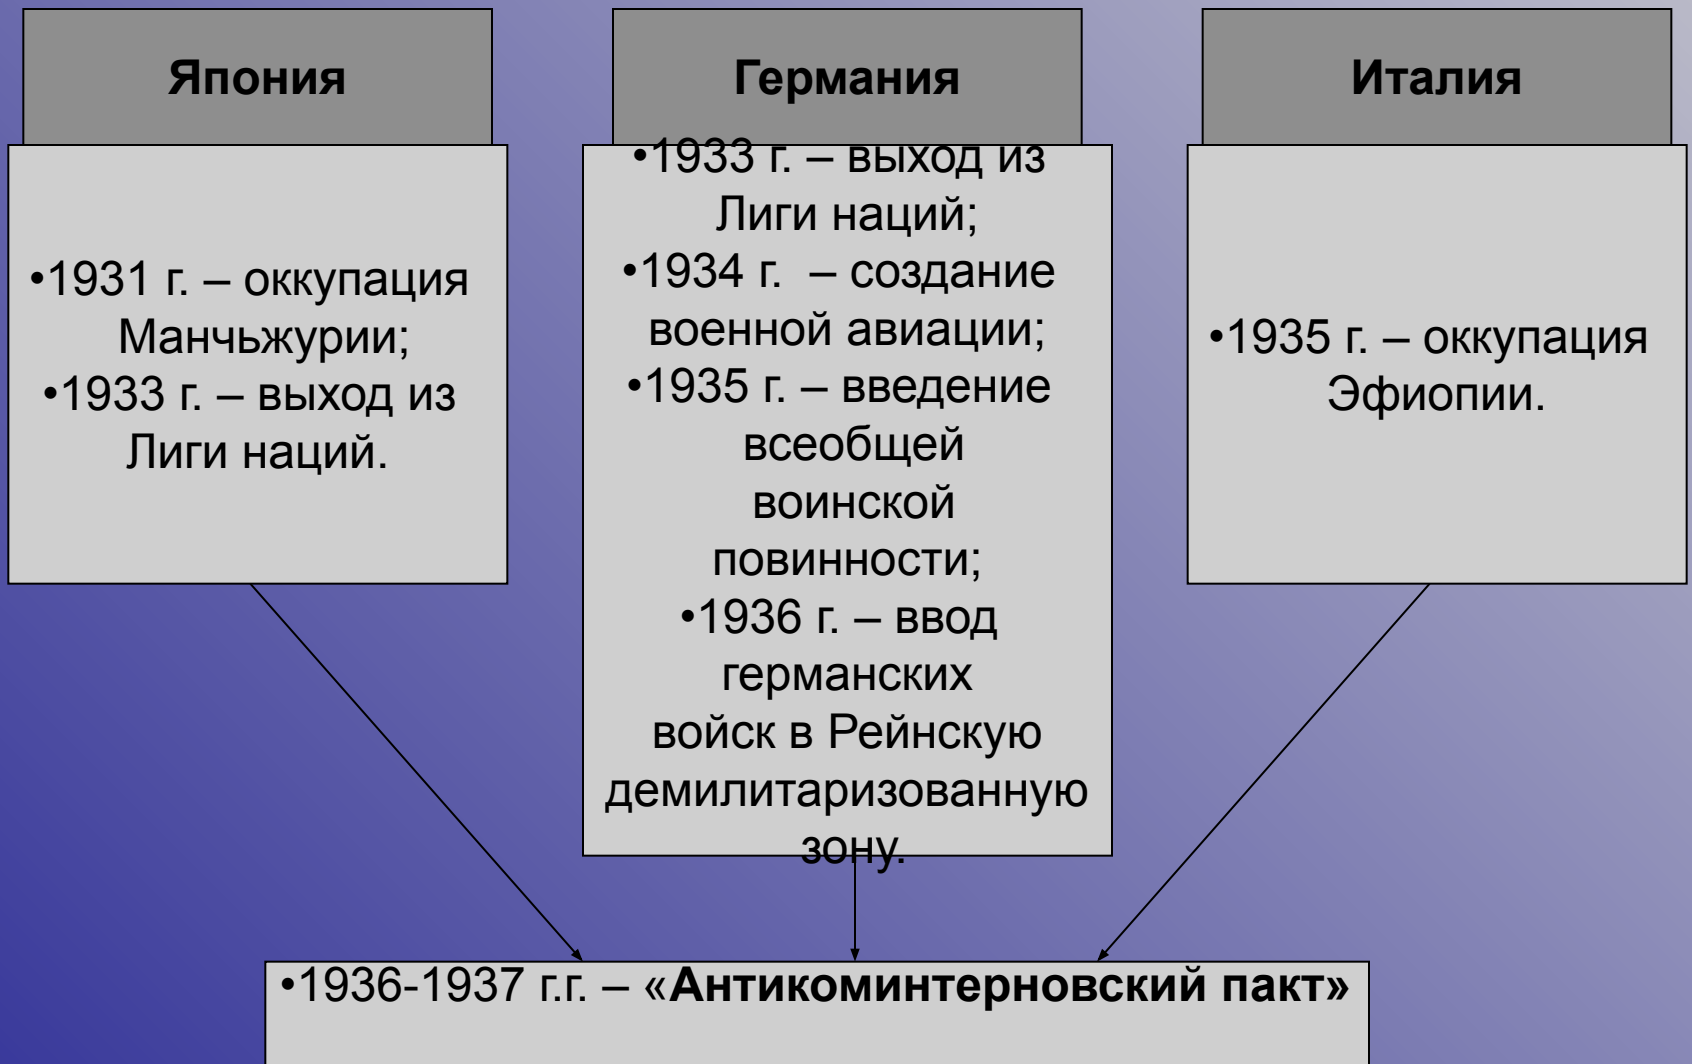 Япония
•1931 г. – оккупация
Манчьжурии;
•1933 г. – выход из
Лиги наций.
Германия
•1933 г. – выход из
Лиги наций;
•1934 г.  – создание
военной авиации;
•1935 г. – введение
всеобщей
воинской
повинности;
•1936 г. – ввод
германских
войск в Рейнскую
демилитаризованную
зону.
Италия
•1935 г. – оккупация
Эфиопии.
•1936-1937 г.г. – «Антикоминтерновский пакт»